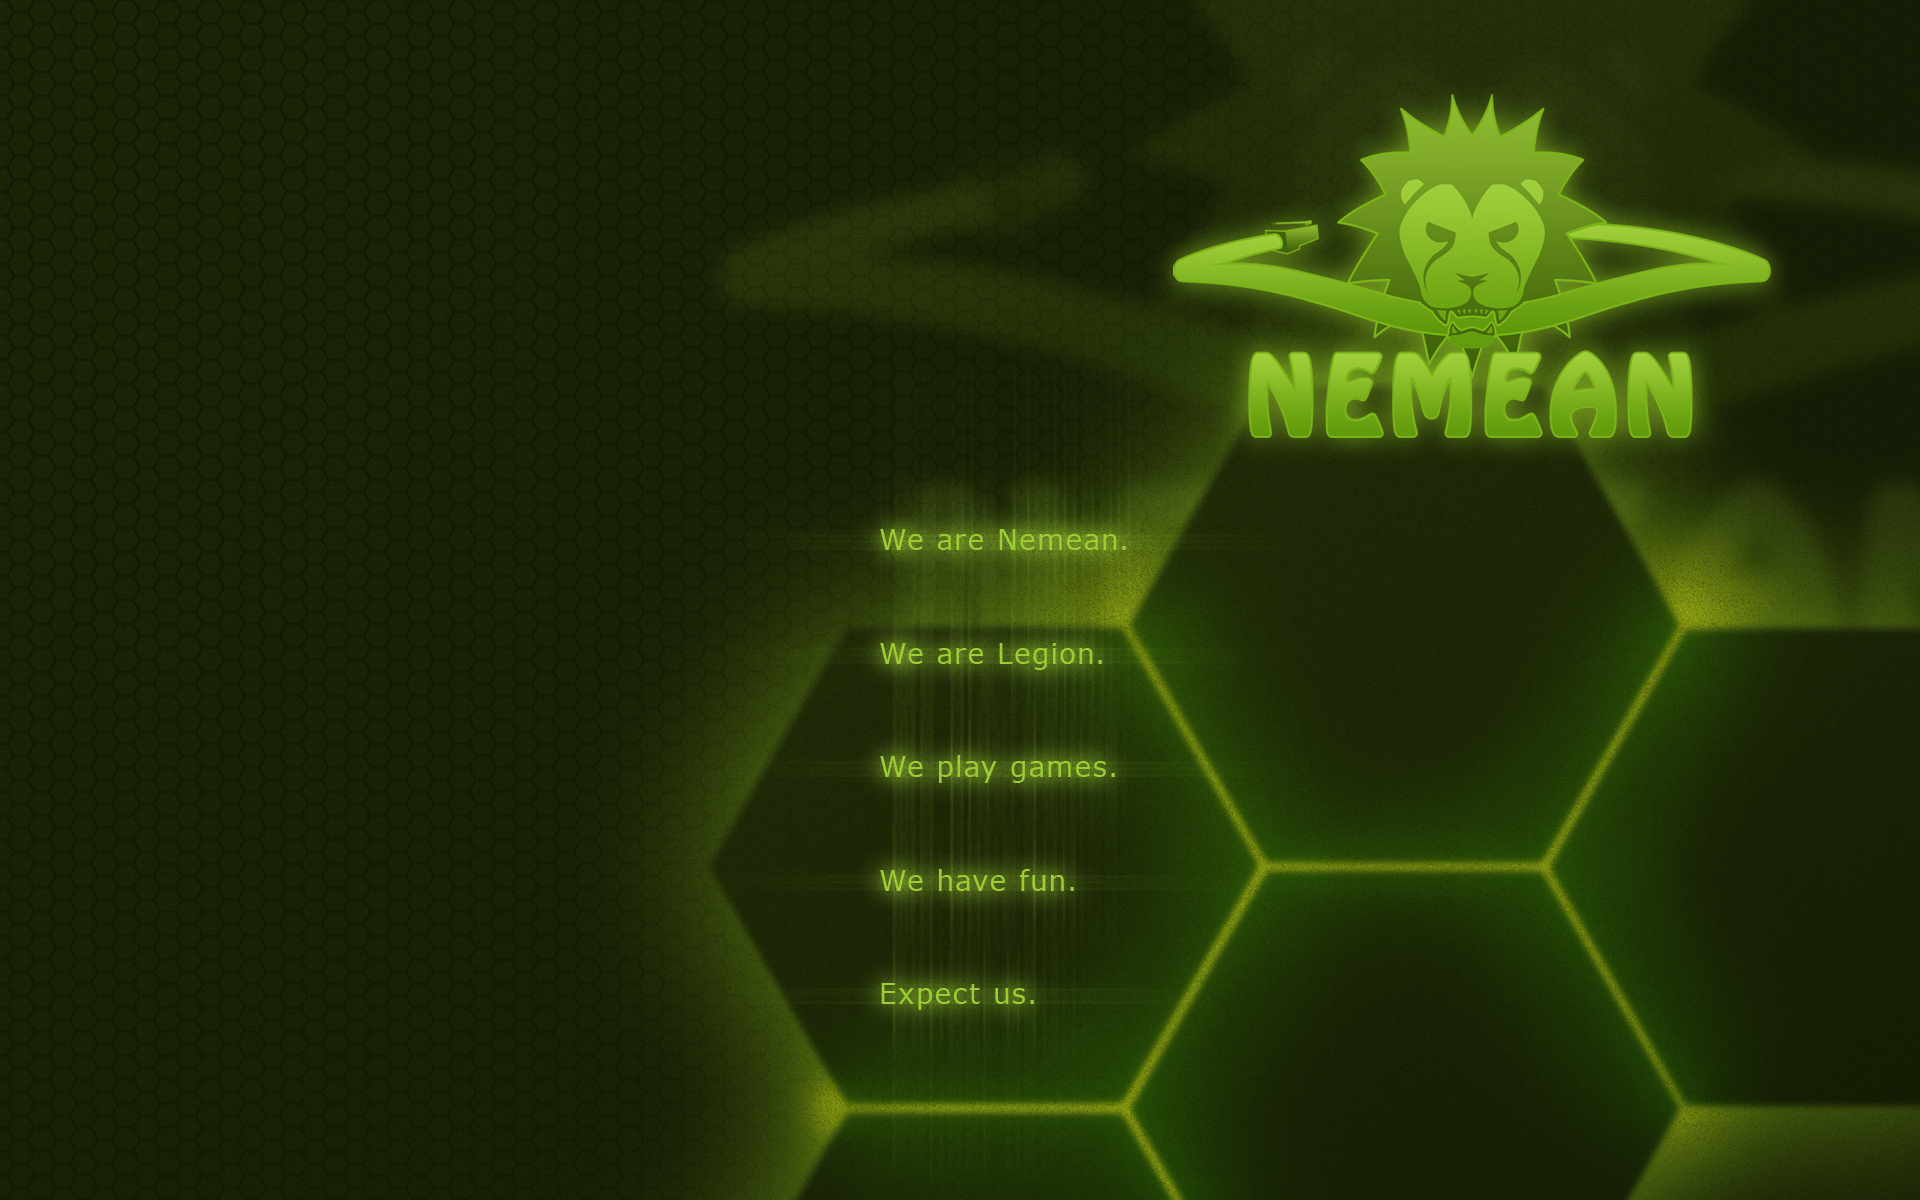 NEMEAN
We are Nemean.
We are Legion.
We play games.
We have fun.
Expect us.